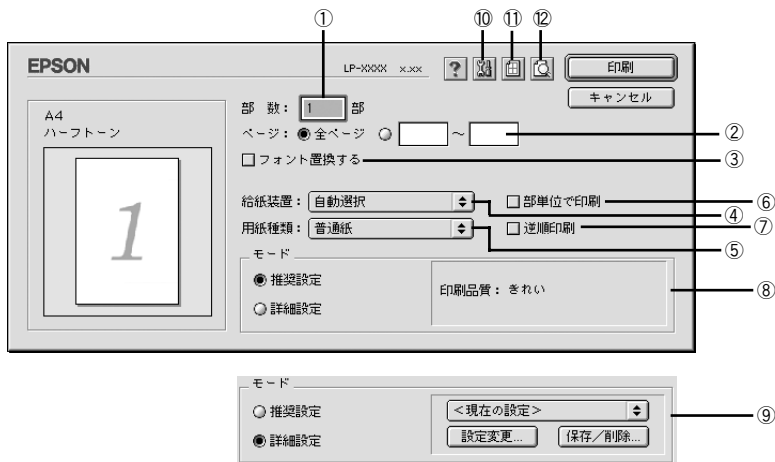 ① ⑩ ⑪ ⑫
EPSON LP-XXXX x.xx ? 印刷
キャンセル
A4
ハーフトーン
1
部 数： 1 部
ページ： 全ページ ～ ②
フォント置換する ③
給紙装置： 自動選択 ④
部単位で印刷 ⑥
用紙種類： 普通紙 ⑤
逆順印刷 ⑦
モード
推奨設定
詳細設定
印刷品質： きれい ⑧
モード
推奨設定
詳細設定
＜現在の設定＞ ⑨
設定変更... 保存／削除...